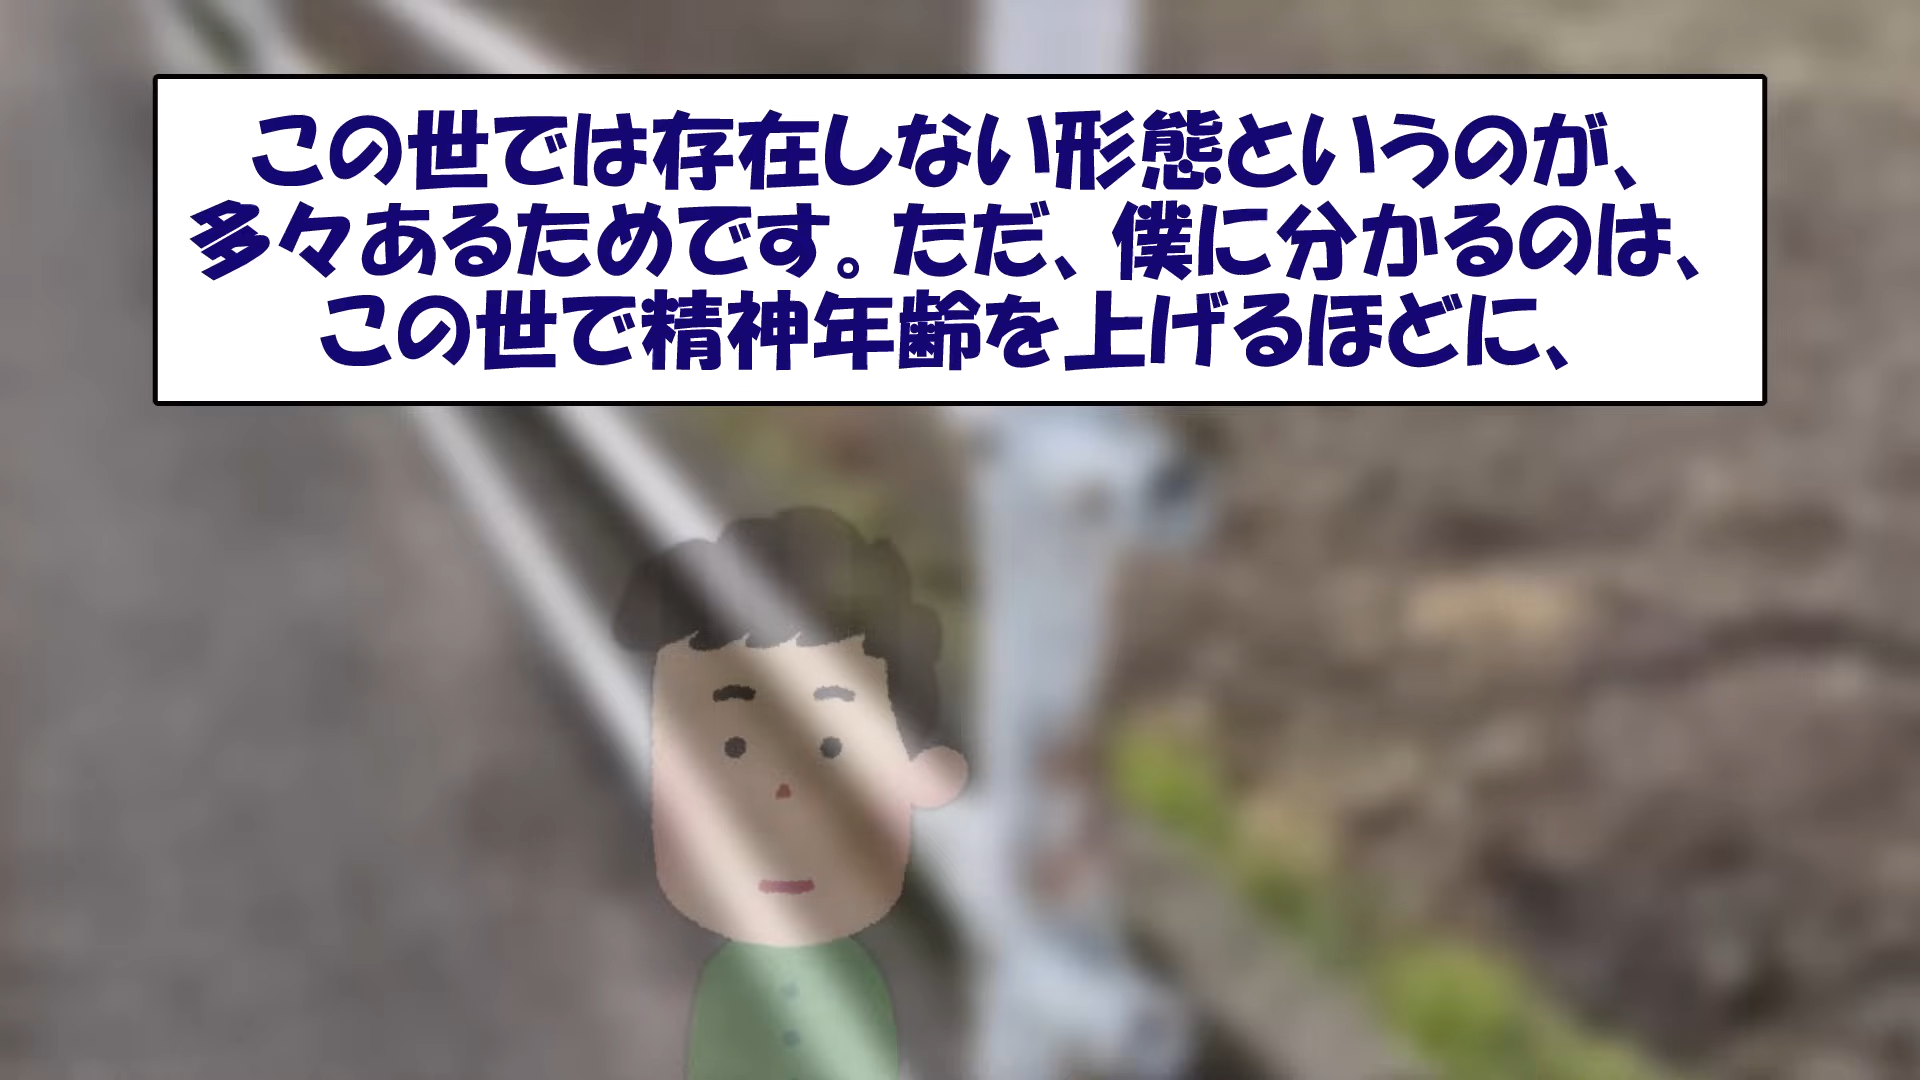 この世では存在しない形態というのが、
多々あるためです。ただ、僕に分かるのは、
この世で精神年齢を上げるほどに、